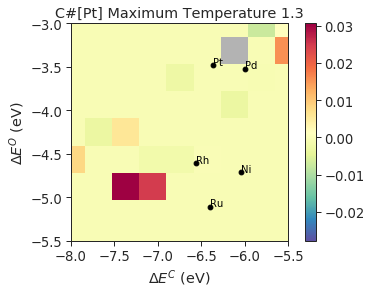 C#[Pt] Maximum Temperature 1.3
−3.0
−3.5
−4.0
−4.5
−5.0
−5.5
ΔE^O (eV)
Pt
Pd
Rh
Ni
Ru
−8.0 −7.5 −7.0 −6.5 −6.0 −5.5
ΔE^C (eV)
0.03
0.02
0.01
0.00
−0.01
−0.02